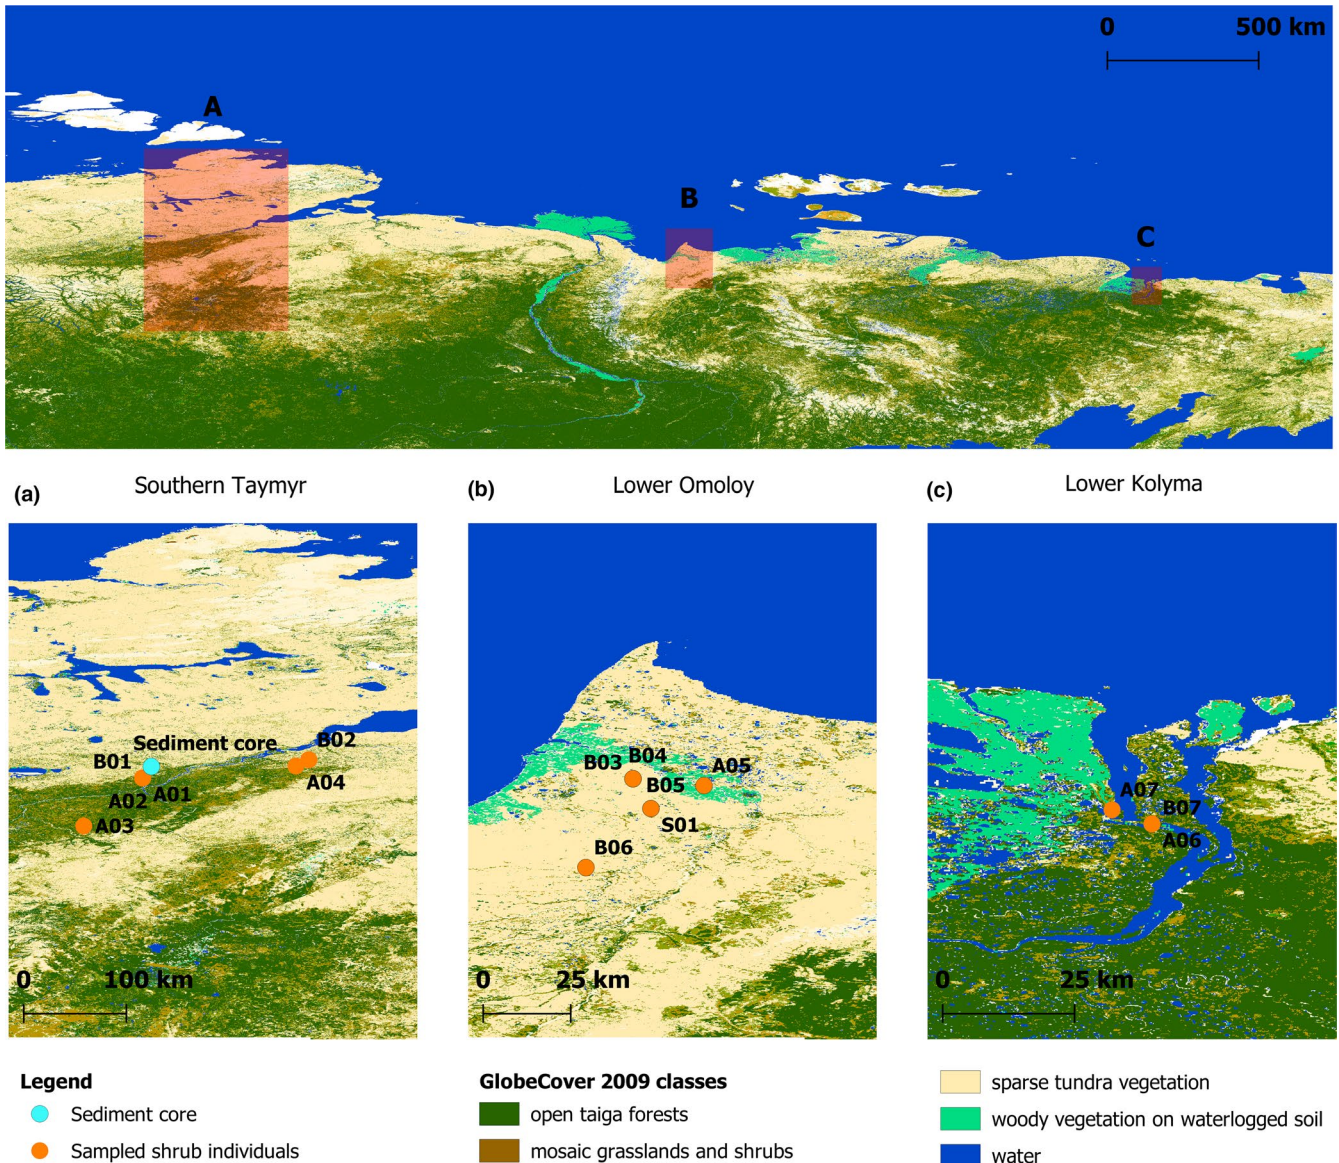 0 500 km
A
B
C
(a) Southern Taymyr
(b) Lower Omoloy
(c) Lower Kolyma
Sediment core
B02
B01
A04
A02 A01
A03
0 100 km
B03 B04
A05
B05
S01
B06
0 25 km
A07
B07
A06
0 25 km
Legend
Sediment core
Sampled shrub individuals
GlobeCover 2009 classes
open taiga forests
mosaic grasslands and shrubs
sparse tundra vegetation
woody vegetation on waterlogged soil
water